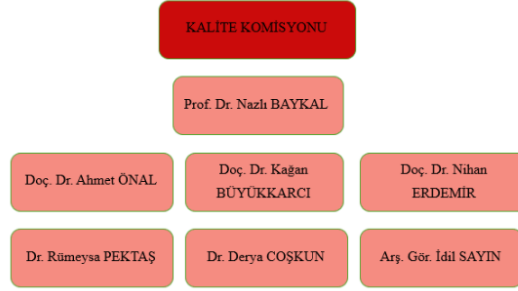 KALİTE KOMİSYONU
Prof. Dr. Nazlı BAYKAL
Doç. Dr. Ahmet ÖNAL
Doç. Dr. Kağan
BÜYÜKKARCI
Doç. Dr. Nihan
ERDEMİR
Dr. Rümeysa PEKTAŞ
Dr. Derya COŞKUN
Arş. Gör. İdil SAYIN